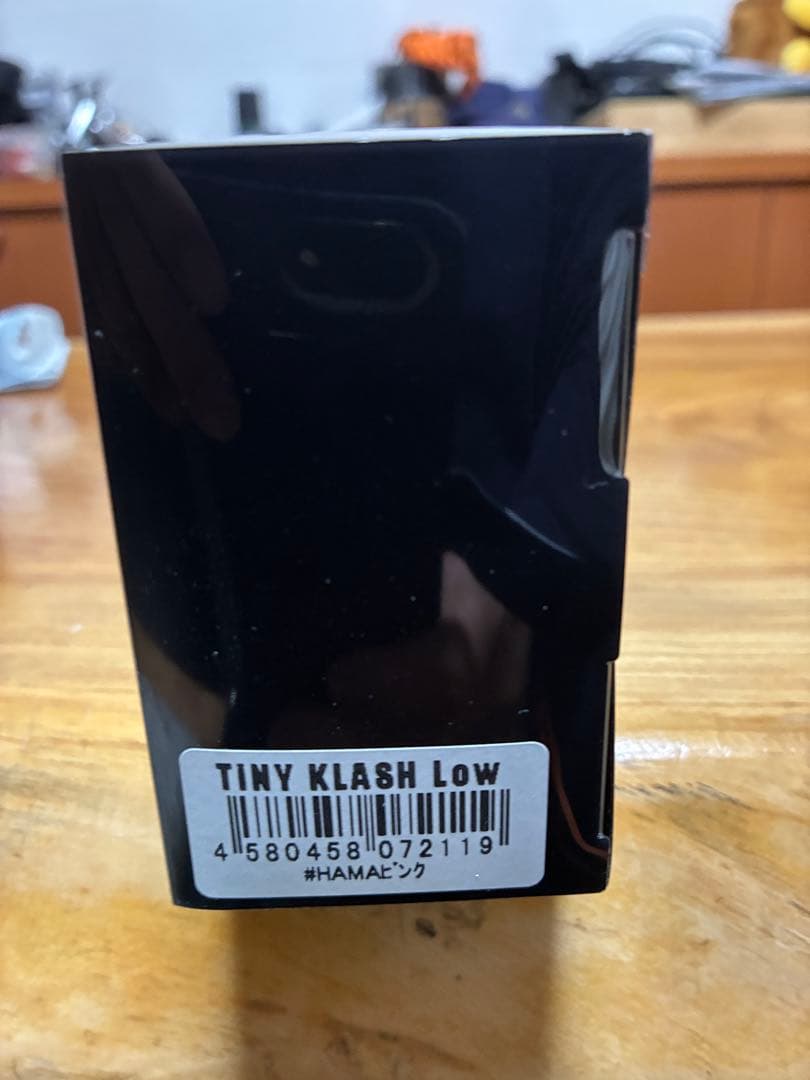 TINY KLASH Low
4 580458 072119
#HAMAピンク